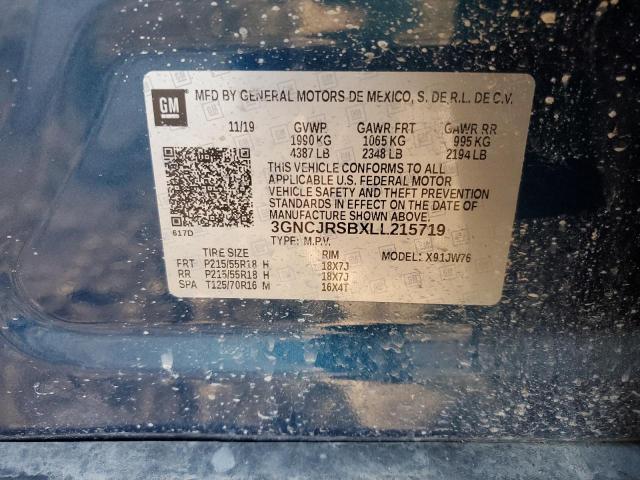 GM
MFD BY GENERAL MOTORS DE MEXICO, S. DE R.L. DE C.V.
11/19 GVWR GAWR FRT GAWR RR
1990 KG 1065 KG 995 KG
4387 LB 2348 LB 2194 LB
THIS VEHICLE CONFORMS TO ALL
APPLICABLE U.S. FEDERAL MOTOR
VEHICLE SAFETY AND THEFT PREVENTION
STANDARDS IN EFFECT ON THE DATE OF
MANUFACTURE SHOWN ABOVE.
617D
3GNCJRSBXLL215719
TYPE: M.P.V. MODEL: X91JW76
TIRE SIZE RIM
FRT P215/55R18 H 18X7J
RR P215/55R18 H 18X7J
SPA T125/70R16 M 16X4T